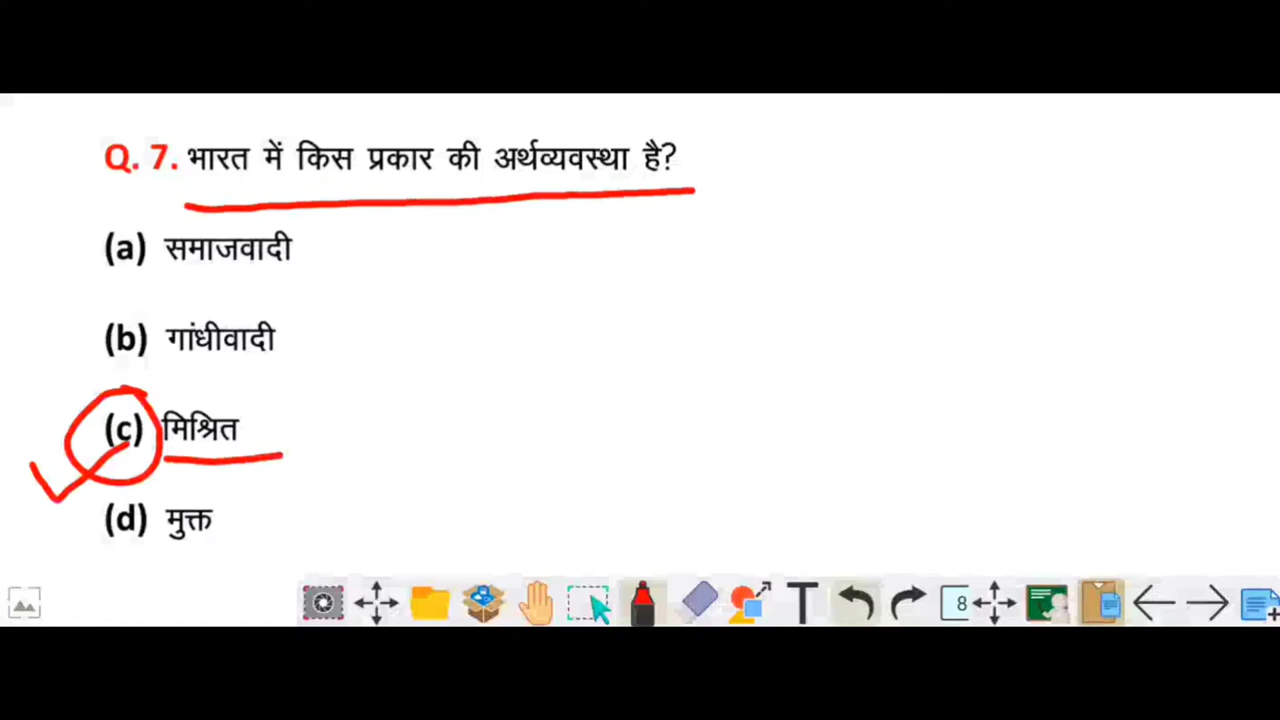 Q. 7. भारत में किस प्रकार की अर्थव्यवस्था है?
(a) समाजवादी
(b) गांधीवादी
(c) मिश्रित
(d) मुक्त
T 8